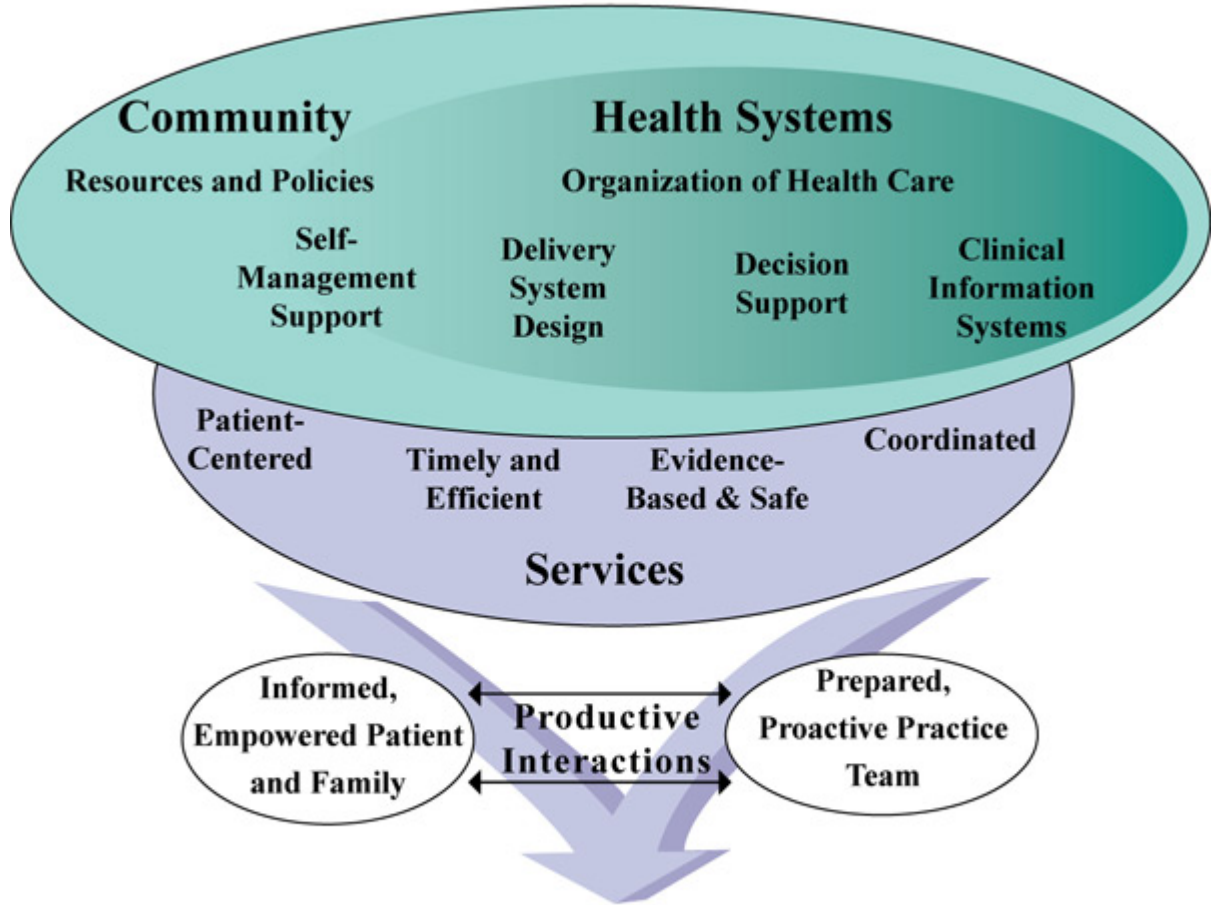 Community
Health Systems
Resources and Policies
Organization of Health Care
Self-
Management
Support
Delivery
System
Design
Decision
Support
Clinical
Information
Systems
Patient-
Centered
Timely and
Efficient
Evidence-
Based & Safe
Coordinated
Services
Informed,
Empowered Patient
and Family
Productive
Interactions
Prepared,
Proactive Practice
Team